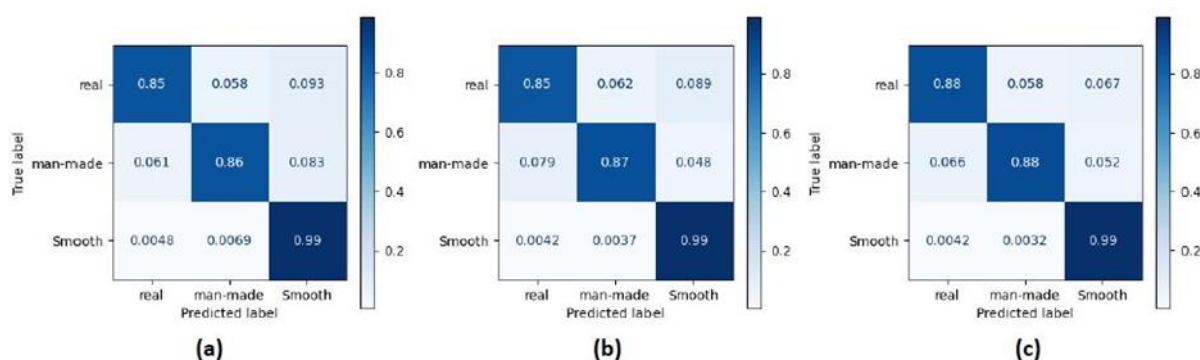 real 0.85 0.058 0.093
man-made 0.061 0.86 0.083
Smooth 0.0048 0.0069 0.99
real man-made Smooth
Predicted label
True label
0.8
0.6
0.4
0.2
(a)
real 0.85 0.062 0.089
man-made 0.079 0.87 0.048
Smooth 0.0042 0.0037 0.99
real man-made Smooth
Predicted label
True label
0.8
0.6
0.4
0.2
(b)
real 0.88 0.058 0.067
man-made 0.066 0.88 0.052
Smooth 0.0042 0.0032 0.99
real man-made Smooth
Predicted label
True label
0.8
0.6
0.4
0.2
(c)